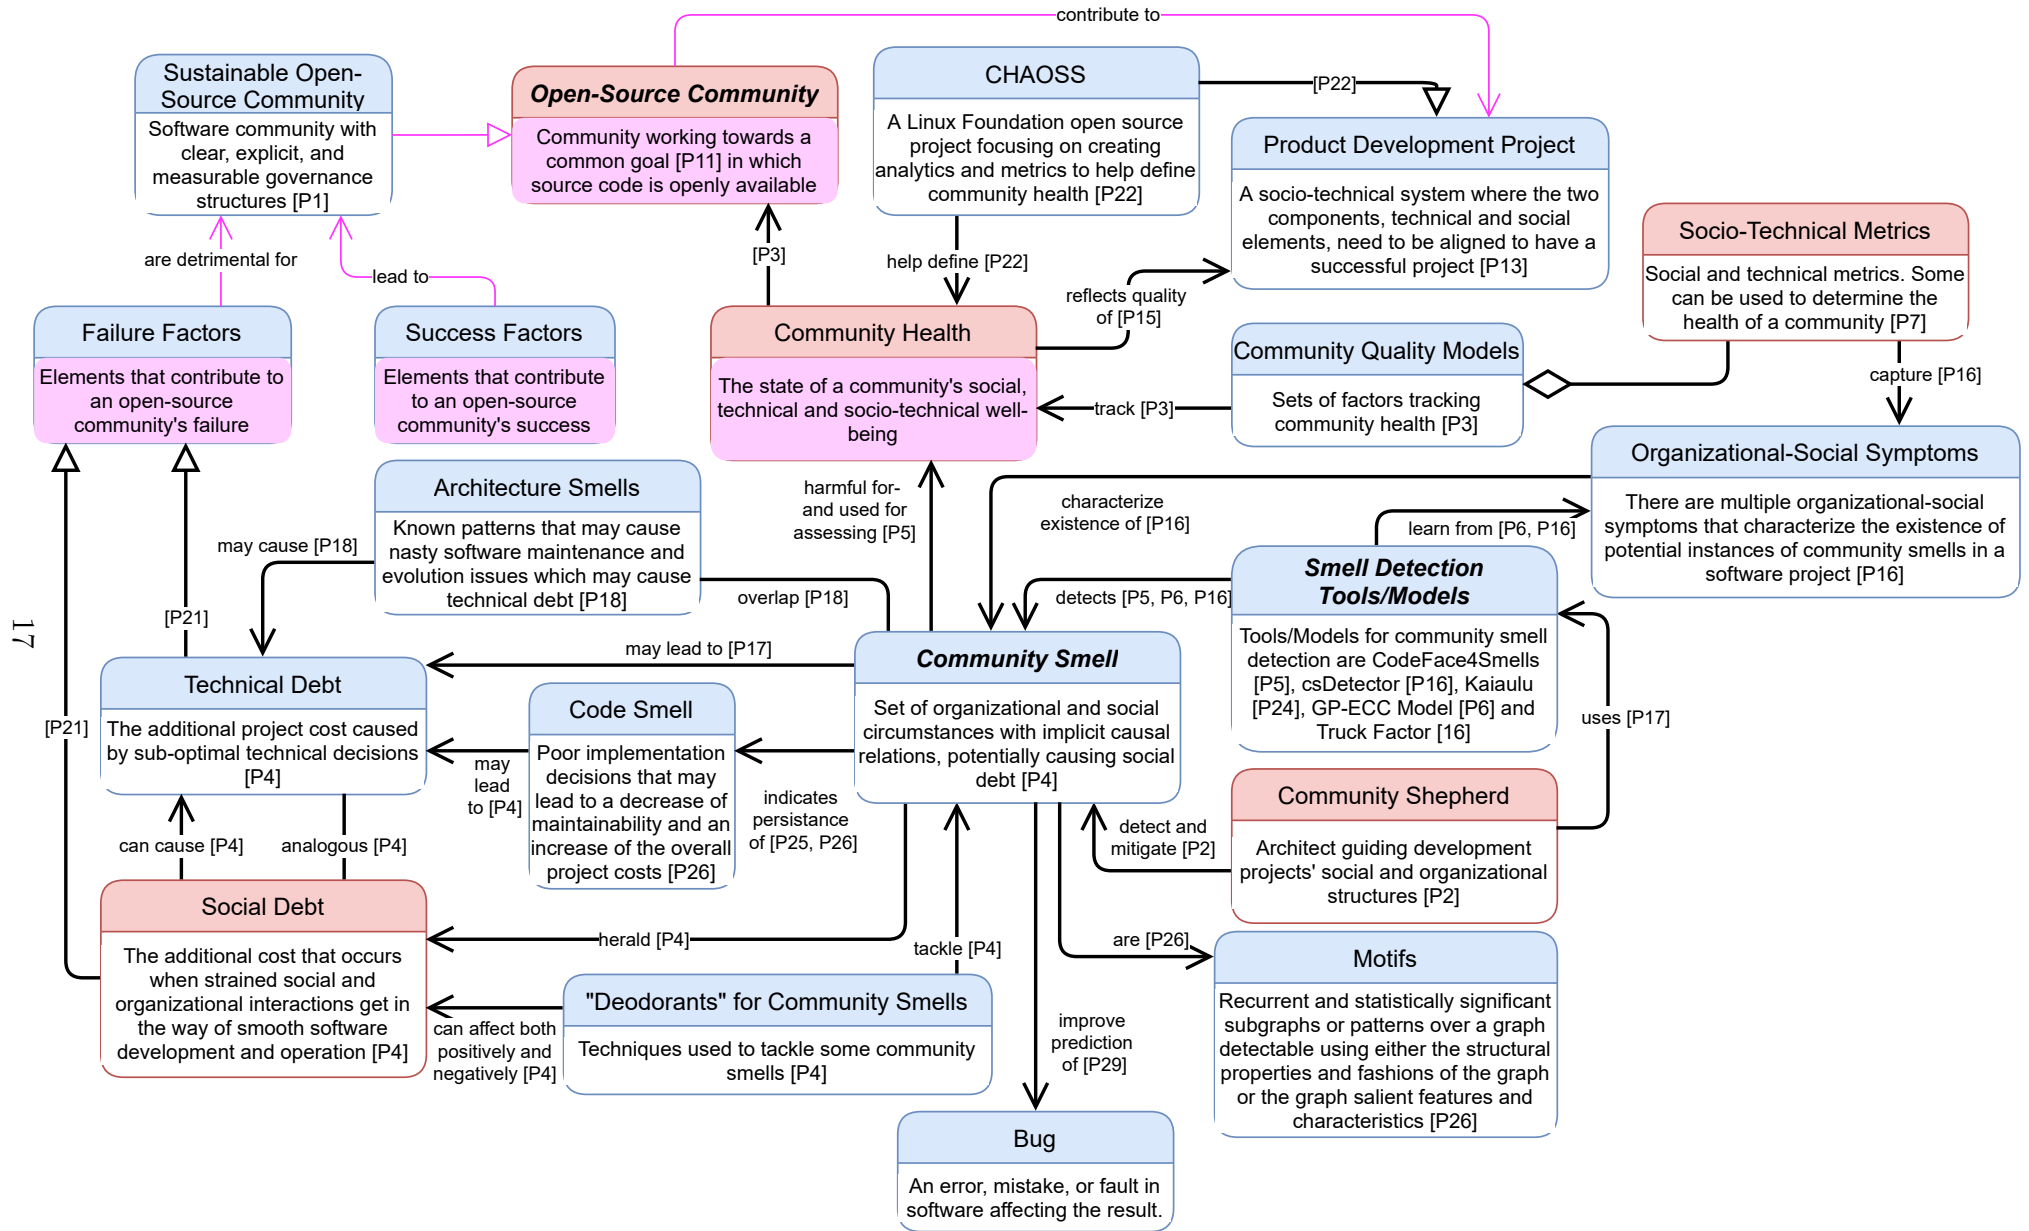 contribute to
Sustainable Open-
Source Community
Software community with
clear, explicit, and
measurable governance
structures [P1]
Open-Source Community
Community working towards a
common goal [P11] in which
source code is openly available
CHAOSS
A Linux Foundation open source
project focusing on creating
analytics and metrics to help define
community health [P22]
[P22]
Product Development Project
A socio-technical system where the two
components, technical and social
elements, need to be aligned to have a
successful project [P13]
Socio-Technical Metrics
Social and technical metrics. Some
can be used to determine the
health of a community [P7]
are detrimental for
lead to
[P3]
help define [P22]
reflects quality
of [P15]
Failure Factors
Elements that contribute to
an open-source
community's failure
Success Factors
Elements that contribute
to an open-source
community's success
Community Health
The state of a community's social,
technical and socio-technical well-
being
track [P3]
Community Quality Models
Sets of factors tracking
community health [P3]
capture [P16]
Organizational-Social Symptoms
There are multiple organizational-social
symptoms that characterize the existence of
potential instances of community smells in a
software project [P16]
Architecture Smells
Known patterns that may cause
nasty software maintenance and
evolution issues which may cause
technical debt [P18]
may cause [P18]
overlap [P18]
harmful for-
and used for
assessing [P5]
characterize
existence of [P16]
learn from [P6, P16]
detects [P5, P6, P16]
Smell Detection
Tools/Models
Tools/Models for community smell
detection are CodeFace4Smells
[P5], csDetector [P16], Kaiaulu
[P24], GP-ECC Model [P6] and
Truck Factor [16]
uses [P17]
17
[P21]
[P21]
may lead to [P17]
Technical Debt
The additional project cost caused
by sub-optimal technical decisions
[P4]
may
lead
to [P4]
Code Smell
Poor implementation
decisions that may
lead to a decrease of
maintainability and an
increase of the overall
project costs [P26]
indicates
persistance
of [P25, P26]
Community Smell
Set of organizational and social
circumstances with implicit causal
relations, potentially causing social
debt [P4]
detect and
mitigate [P2]
Community Shepherd
Architect guiding development
projects' social and organizational
structures [P2]
can cause [P4]
analogous [P4]
Social Debt
The additional cost that occurs
when strained social and
organizational interactions get in
the way of smooth software
development and operation [P4]
herald [P4]
tackle [P4]
are [P26]
can affect both
positively and
negatively [P4]
"Deodorants" for Community Smells
Techniques used to tackle some community
smells [P4]
improve
prediction
of [P29]
Motifs
Recurrent and statistically significant
subgraphs or patterns over a graph
detectable using either the structural
properties and fashions of the graph
or the graph salient features and
characteristics [P26]
Bug
An error, mistake, or fault in
software affecting the result.